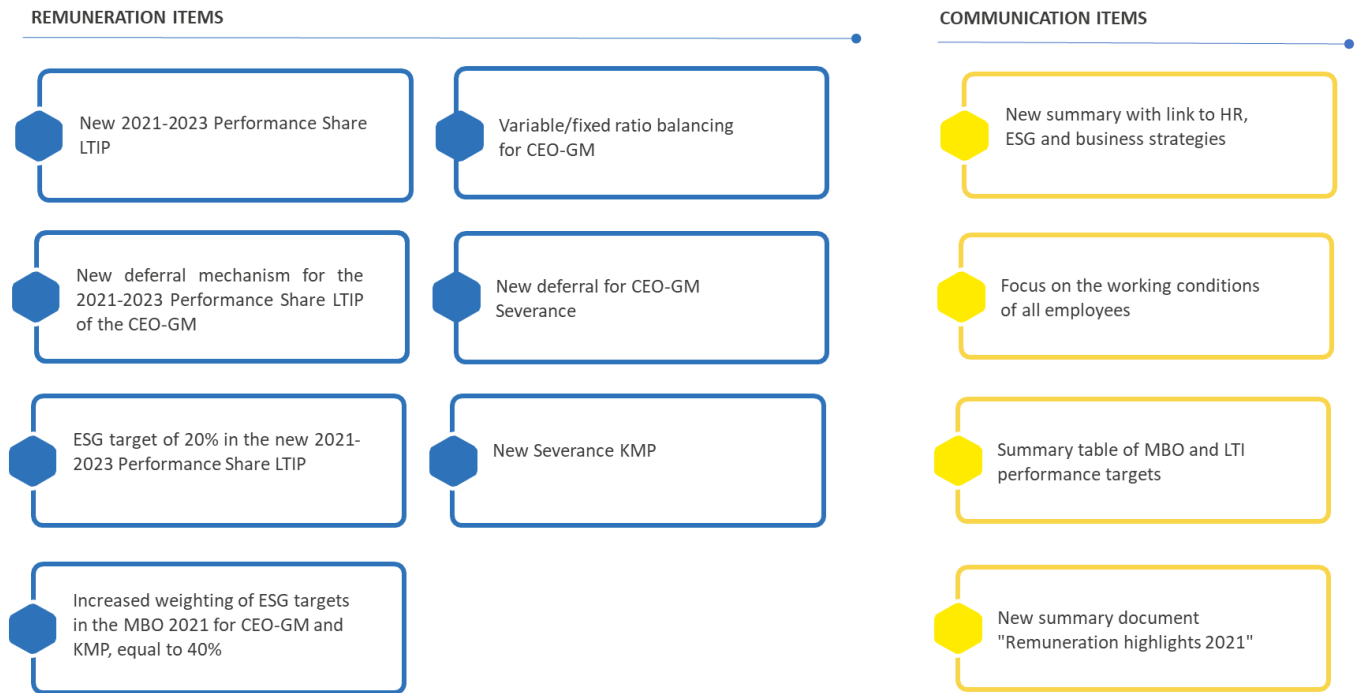 REMUNERATION ITEMS
New 2021-2023 Performance Share
LTIP
Variable/fixed ratio balancing
for CEO-GM
New deferral mechanism for the
2021-2023 Performance Share LTIP
of the CEO-GM
New deferral for CEO-GM
Severance
ESG target of 20% in the new 2021-
2023 Performance Share LTIP
New Severance KMP
Increased weighting of ESG targets
in the MBO 2021 for CEO-GM and
KMP, equal to 40%
COMMUNICATION ITEMS
New summary with link to HR,
ESG and business strategies
Focus on the working conditions
of all employees
Summary table of MBO and LTI
performance targets
New summary document
"Remuneration highlights 2021"